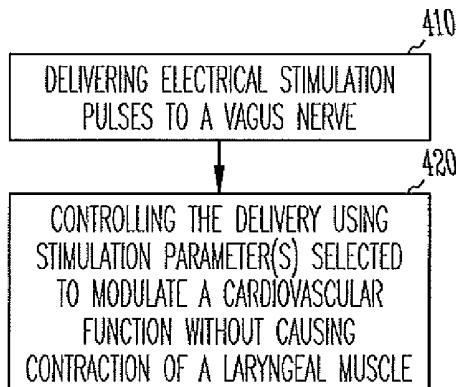 410
DELIVERING ELECTRICAL STIMULATION
PULSES TO A VAGUS NERVE
420
CONTROLLING THE DELIVERY USING
STIMULATION PARAMETER(S) SELECTED
TO MODULATE A CARDIOVASCULAR
FUNCTION WITHOUT CAUSING
CONTRACTION OF A LARYNGEAL MUSCLE